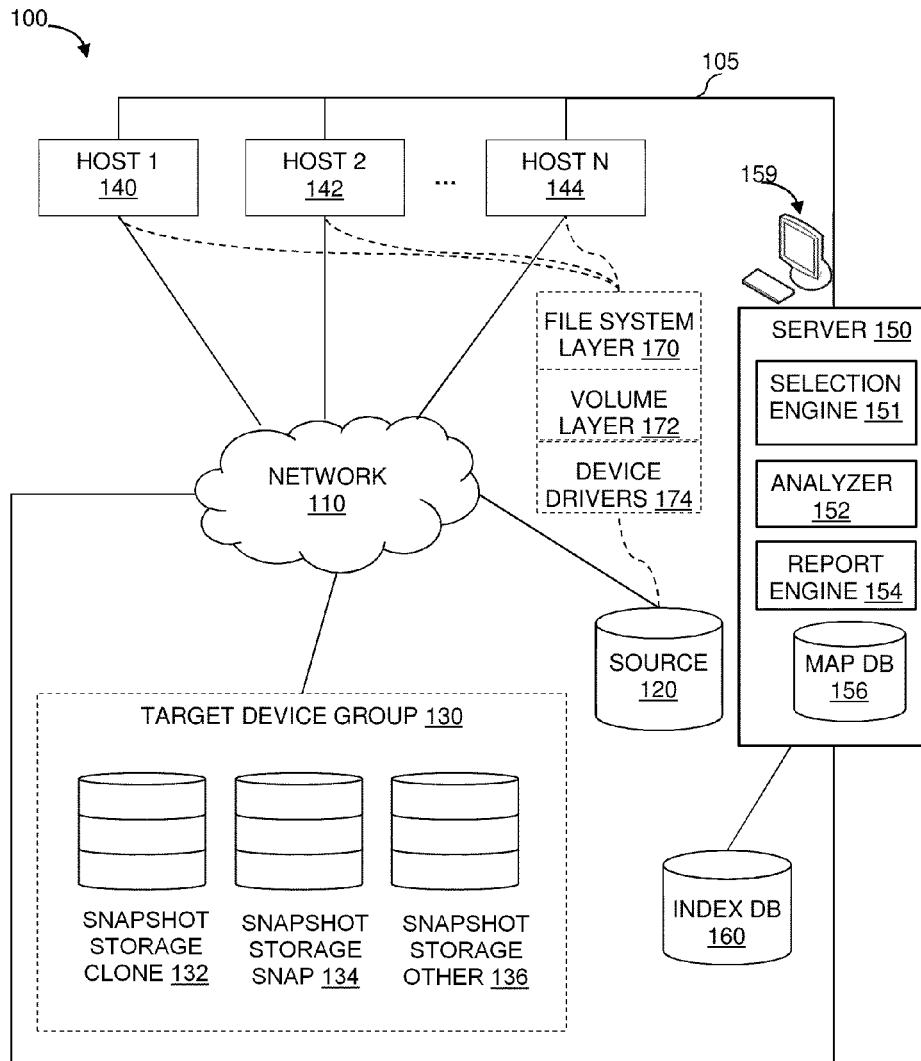 100
105
HOST 1
140
HOST 2
142
...
HOST N
144
159
FILE SYSTEM
LAYER 170
VOLUME
LAYER 172
DEVICE
DRIVERS 174
SERVER 150
SELECTION
ENGINE 151
ANALYZER
152
REPORT
ENGINE 154
MAP DB
156
NETWORK
110
SOURCE
120
TARGET DEVICE GROUP 130
SNAPSHOT
STORAGE
CLONE 132
SNAPSHOT
STORAGE
SNAP 134
SNAPSHOT
STORAGE
OTHER 136
INDEX DB
160